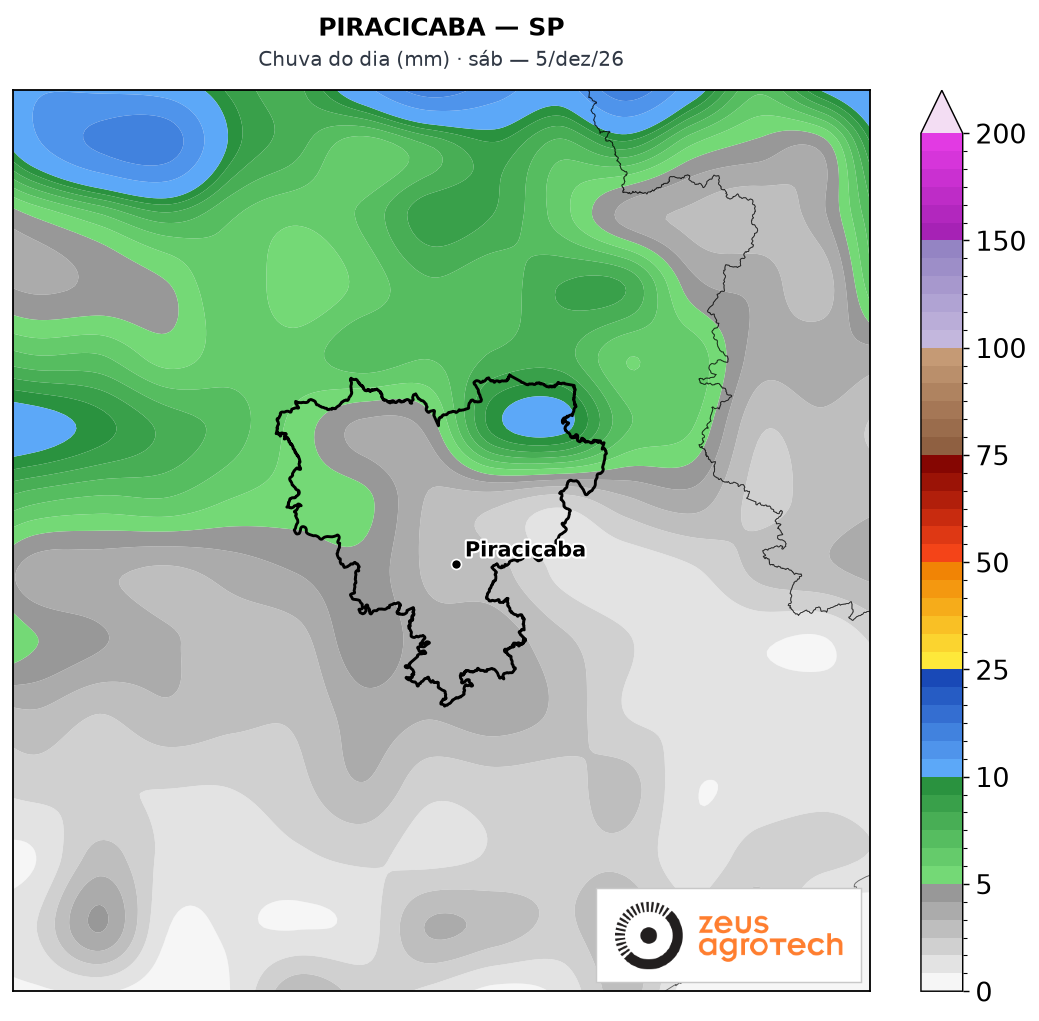 PIRACICABA — SP
Chuva do dia (mm) · sáb — 5/dez/26
200
150
100
75
50
25
10
5
0
Piracicaba
zeus
agrotech